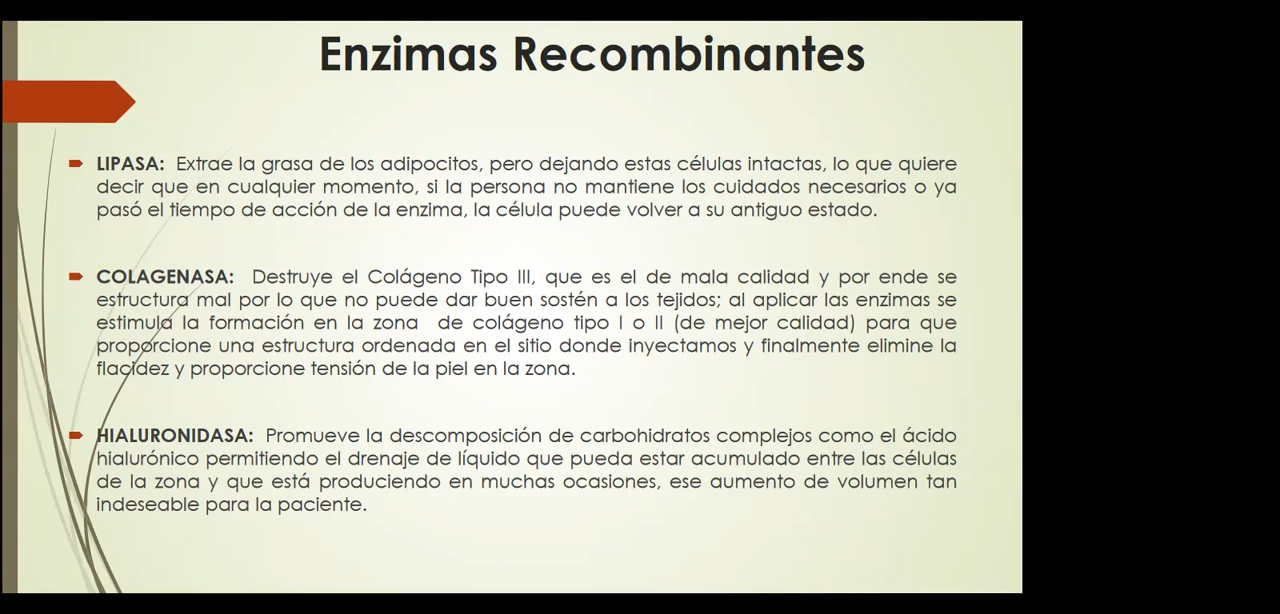 Enzimas Recombinantes
LIPASA: Extrae la grasa de los adipocitos, pero dejando estas células intactas, lo que quiere
decir que en cualquier momento, si la persona no mantiene los cuidados necesarios o ya
pasó el tiempo de acción de la enzima, la célula puede volver a su antiguo estado.
COLAGENASA: Destruye el Colágeno Tipo III, que es el de mala calidad y por ende se
estructura mal por lo que no puede dar buen sostén a los tejidos; al aplicar las enzimas se
estimula la formación en la zona de colágeno tipo I o II (de mejor calidad) para que
proporcione una estructura ordenada en el sitio donde inyectamos y finalmente elimine la
flacidez y proporcione tensión de la piel en la zona.
HIALURONIDASA: Promueve la descomposición de carbohidratos complejos como el ácido
hialurónico permitiendo el drenaje de líquido que pueda estar acumulado entre las células
de la zona y que está produciendo en muchas ocasiones, ese aumento de volumen tan
indeseable para la paciente.